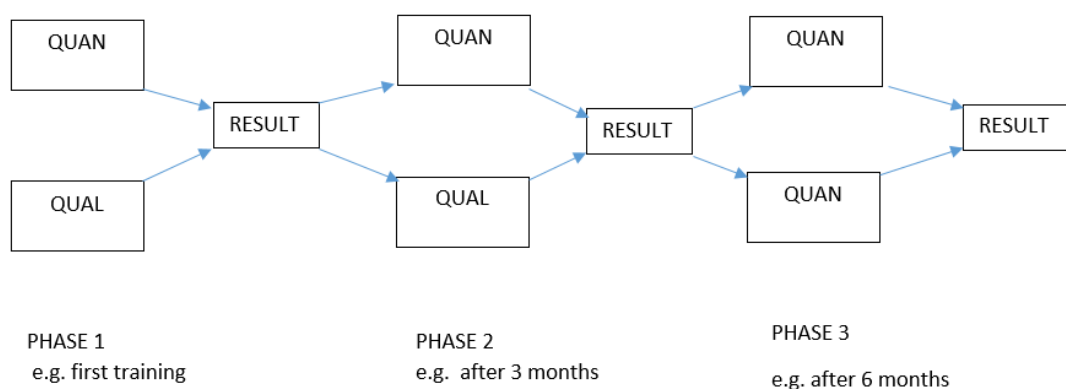 QUAN
QUAN
QUAN
RESULT
RESULT
RESULT
QUAL
QUAL
QUAN
PHASE 1
e.g. first training
PHASE 2
e.g. after 3 months
PHASE 3
e.g. after 6 months